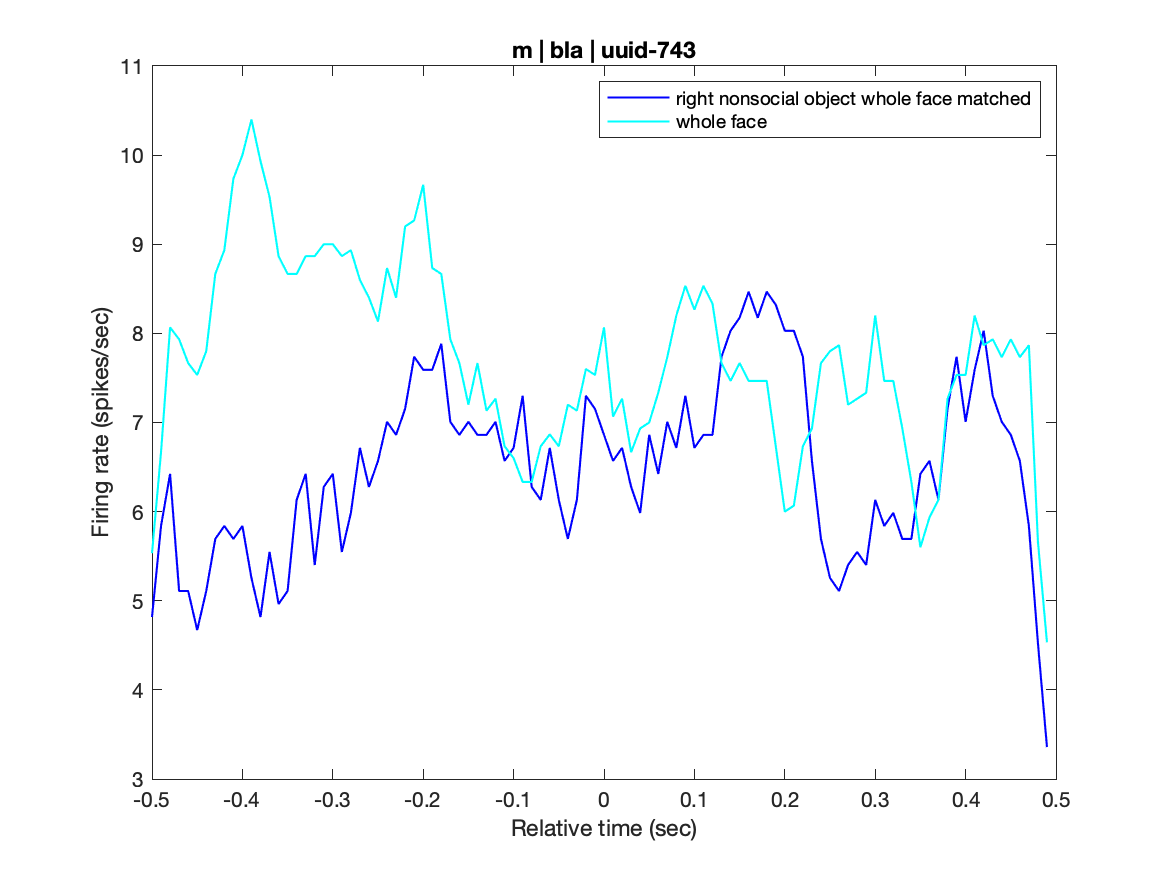 m | bla | uuid-743
right nonsocial object whole face matched
whole face
Firing rate (spikes/sec)
11
10
9
8
7
6
5
4
3
-0.5 -0.4 -0.3 -0.2 -0.1 0 0.1 0.2 0.3 0.4 0.5
Relative time (sec)